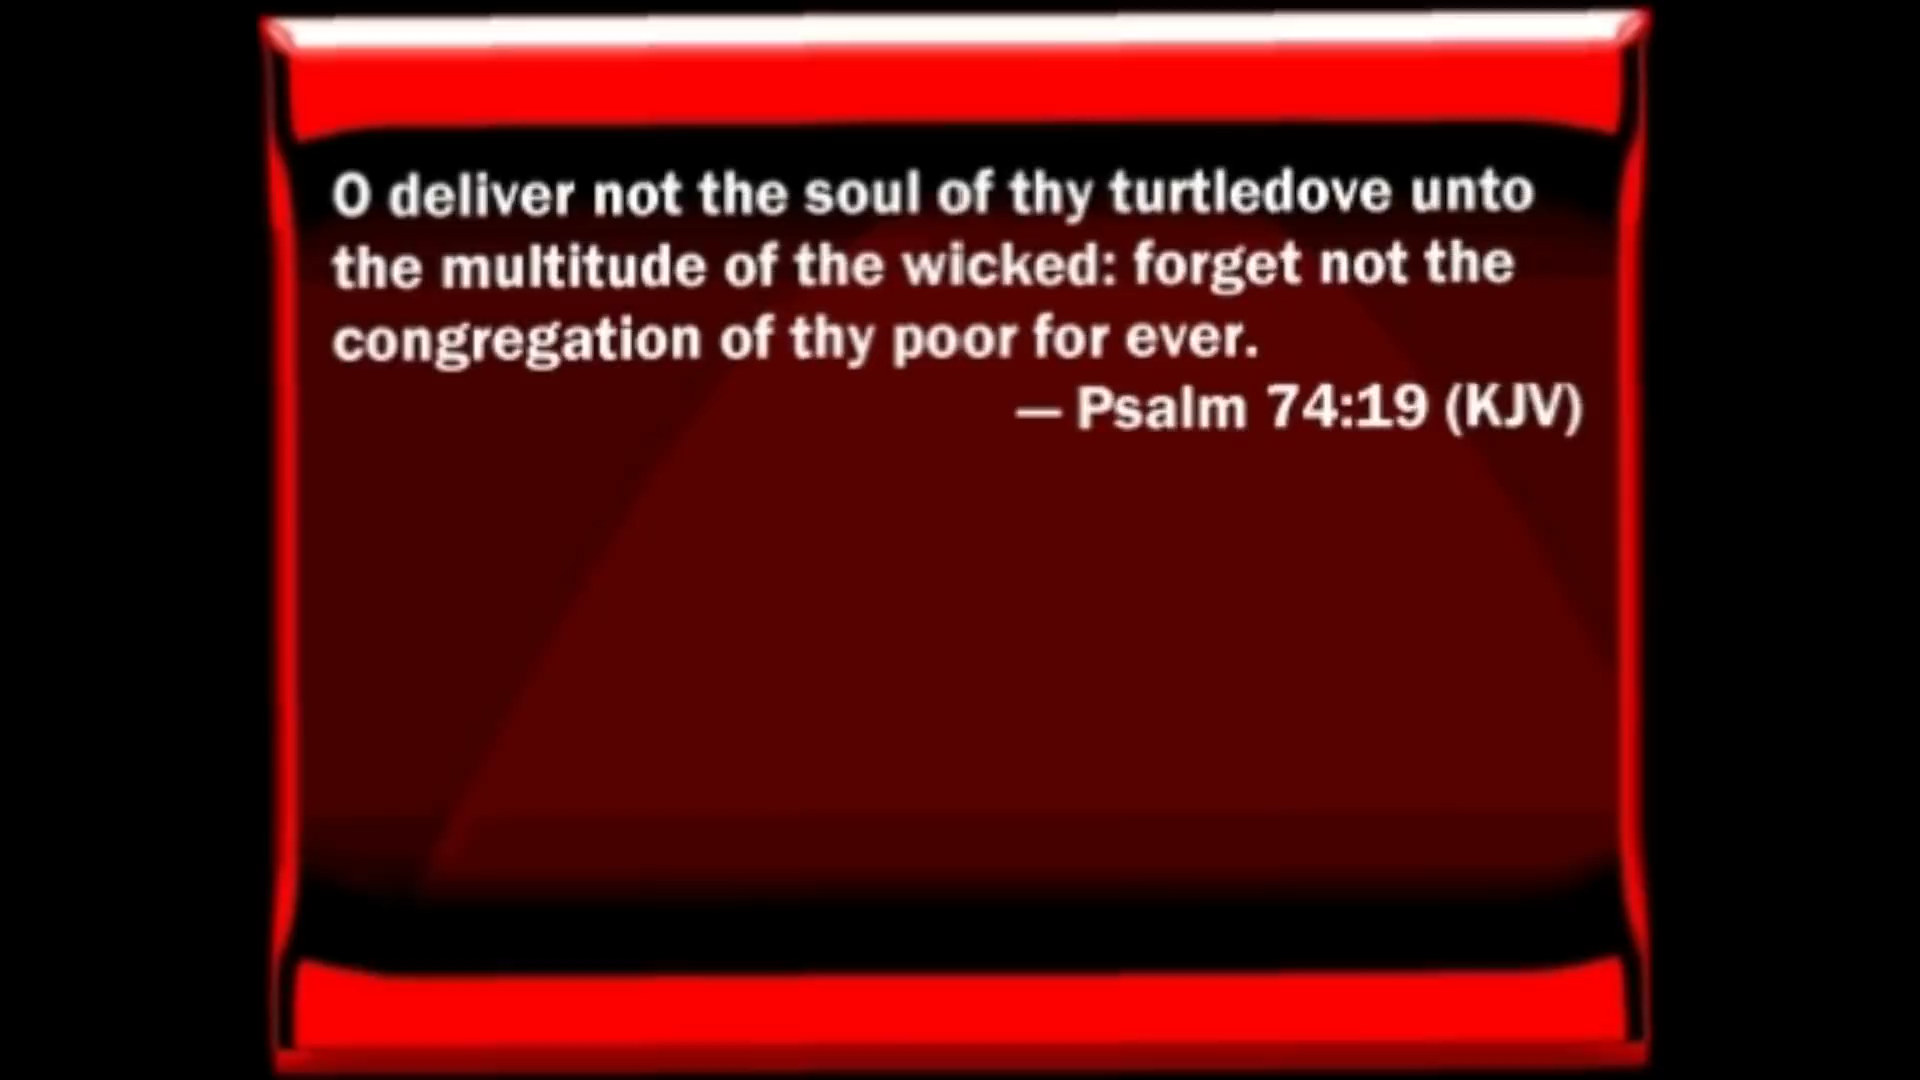 O deliver not the soul of thy turtledove unto
the multitude of the wicked: forget not the
congregation of thy poor for ever.
— Psalm 74:19 (KJV)